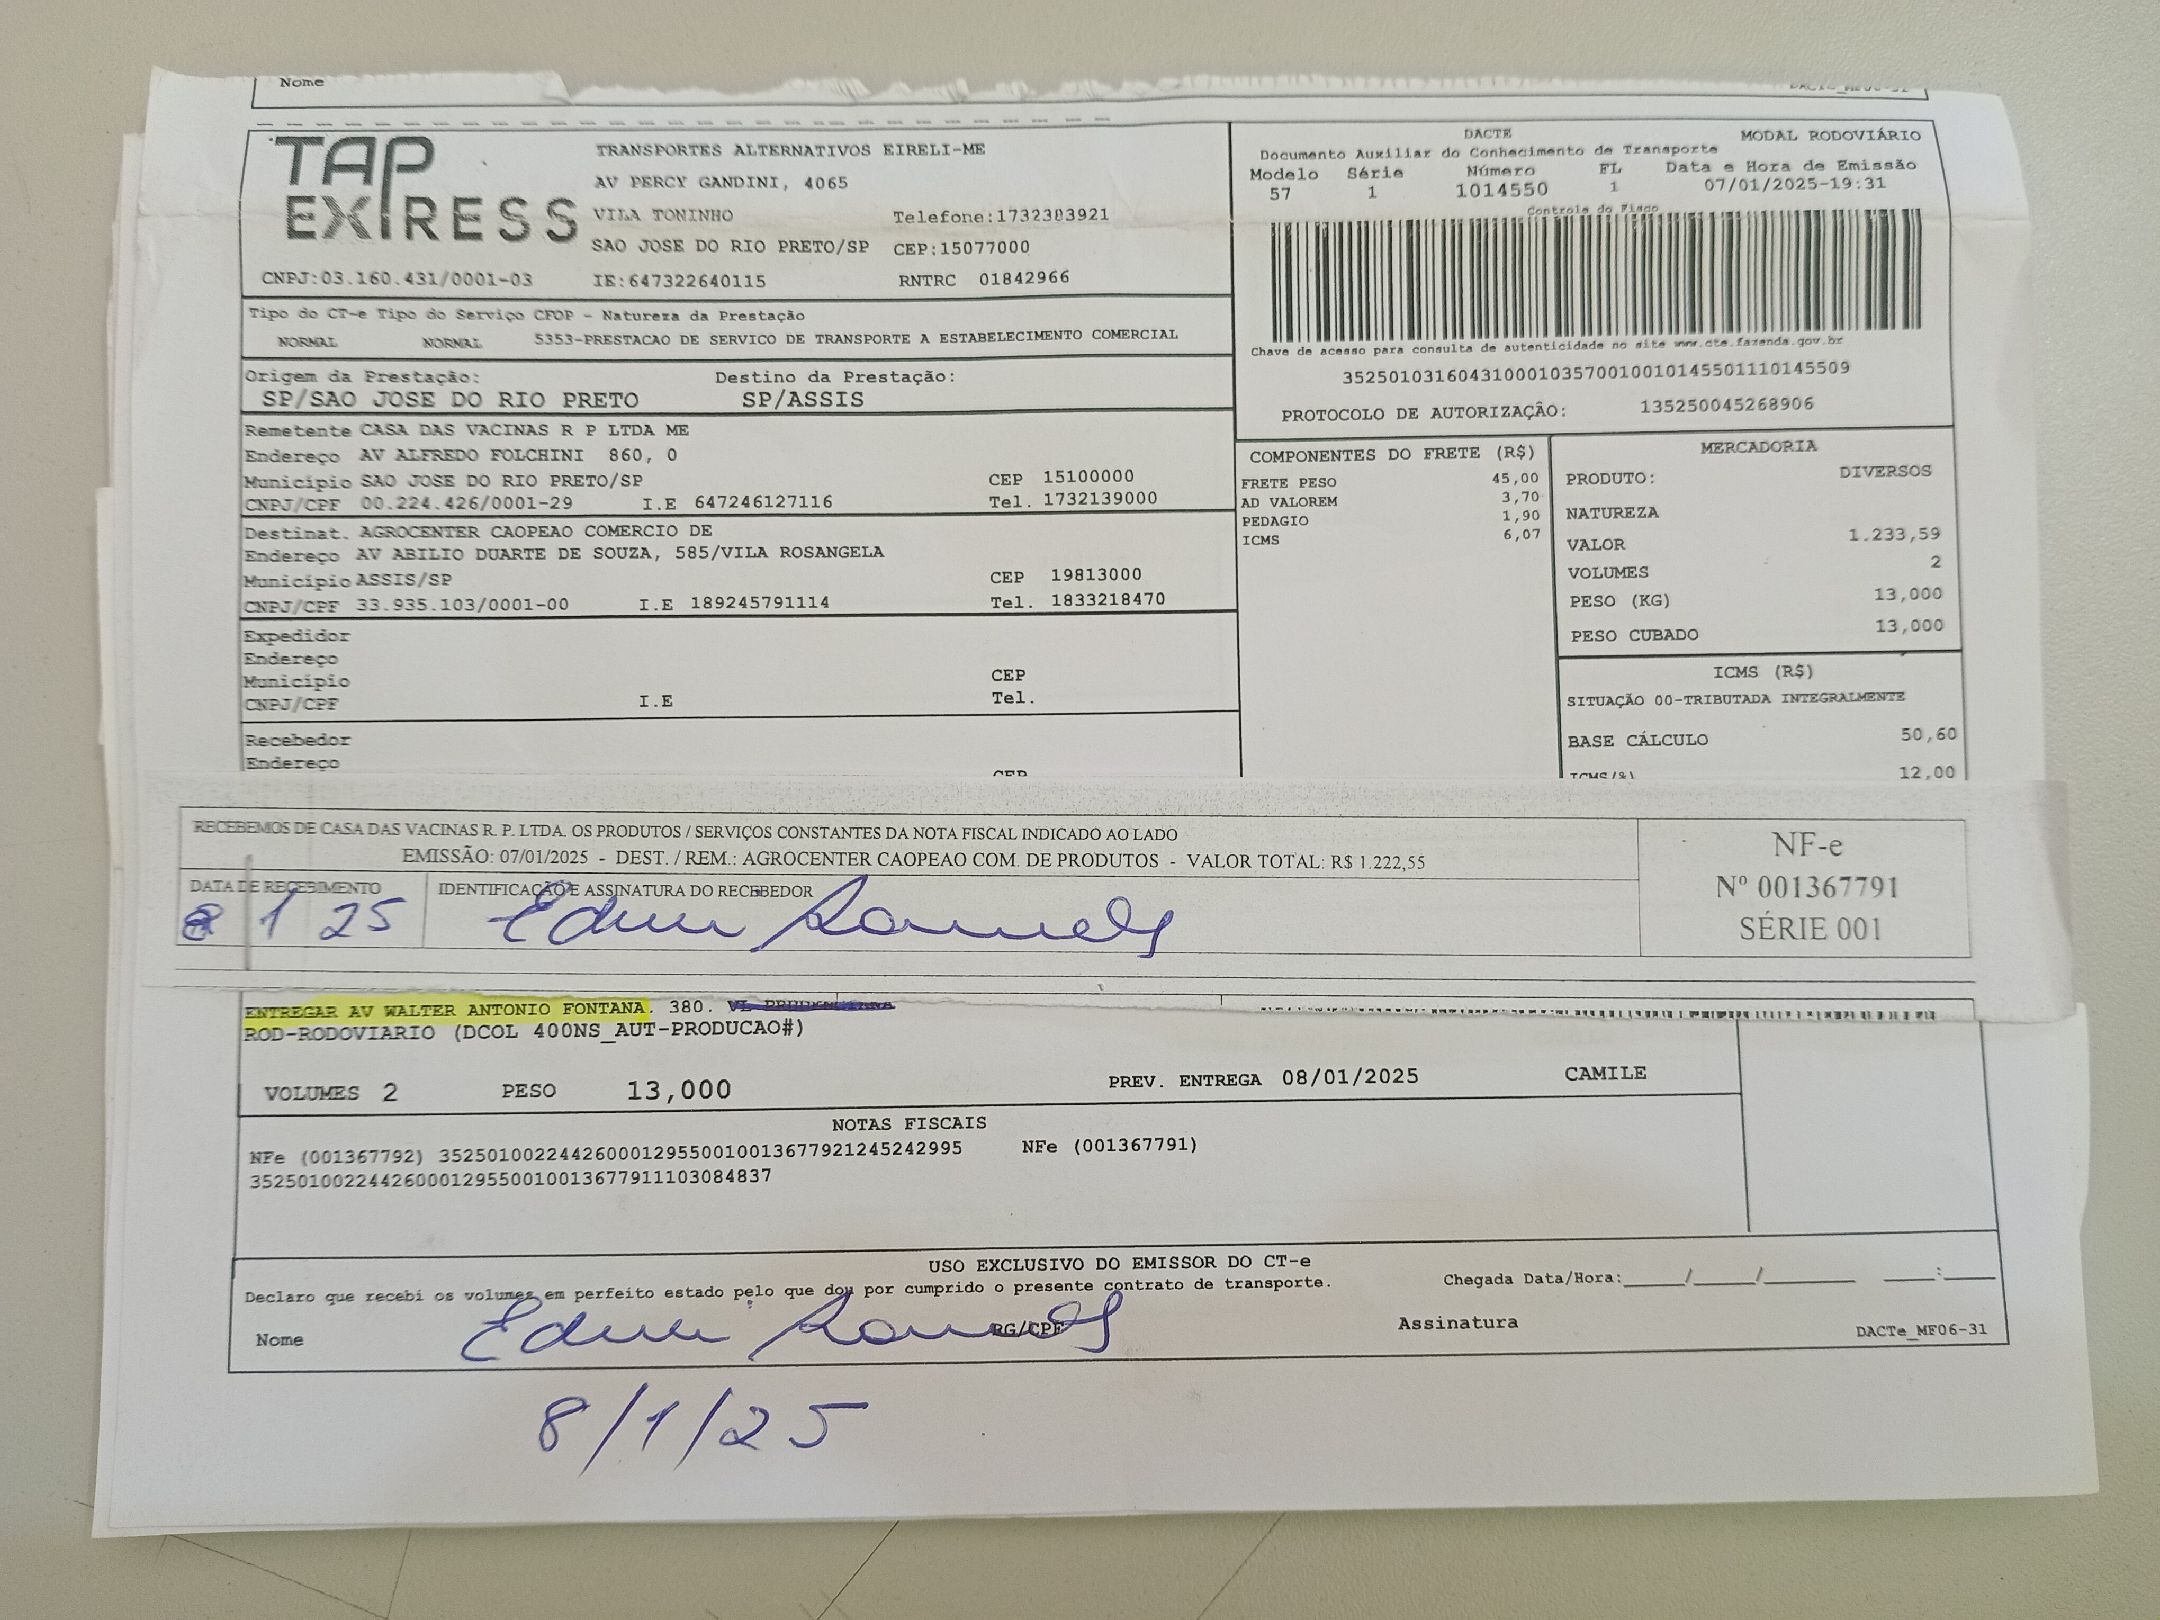 Nome
TAP EXPRESS
TRANSPORTES ALTERNATIVOS EIRELI-ME
AV PERCY GANDINI, 4065
VILA TONINHO Telefone:1732303921
SAO JOSE DO RIO PRETO/SP CEP:15077000
CNPJ:03.160.431/0001-03 IE:647322640115 RNTRC 01842966
DACTE MODAL RODOVIÁRIO
Documento Auxiliar do Conhecimento de Transporte
Modelo Série Número FL Data e Hora de Emissão
57 1 1014550 1 07/01/2025-19:31
Controle do Fisco
Chave de acesso para consulta de autenticidade no site www.cte.fazenda.gov.br
35250103160431000103570010010145501110145509
PROTOCOLO DE AUTORIZAÇÃO: 135250045268906
Tipo do CT-e Tipo do Serviço CFOP - Natureza da Prestação
NORMAL NORMAL 5353-PRESTACAO DE SERVICO DE TRANSPORTE A ESTABELECIMENTO COMERCIAL
Origem da Prestação: Destino da Prestação:
SP/SAO JOSE DO RIO PRETO SP/ASSIS
Remetente CASA DAS VACINAS R P LTDA ME
Endereço AV ALFREDO FOLCHINI 860, 0
Município SAO JOSE DO RIO PRETO/SP CEP 15100000
CNPJ/CPF 00.224.426/0001-29 I.E 647246127116 Tel. 1732139000
Destinat. AGROCENTER CAOPEAO COMERCIO DE
Endereço AV ABILIO DUARTE DE SOUZA, 585/VILA ROSANGELA
Município ASSIS/SP CEP 19813000
CNPJ/CPF 33.935.103/0001-00 I.E 189245791114 Tel. 1833218470
Expedidor
Endereço
Município CEP
CNPJ/CPF I.E Tel.
Recebedor
Endereço
CEP
COMPONENTES DO FRETE (R$)
FRETE PESO 45,00
AD VALOREM 3,70
PEDAGIO 1,90
ICMS 6,07
MERCADORIA
PRODUTO: DIVERSOS
NATUREZA
VALOR 1.233,59
VOLUMES 2
PESO (KG) 13,000
PESO CUBADO 13,000
ICMS (R$)
SITUAÇÃO 00-TRIBUTADA INTEGRALMENTE
BASE CÁLCULO 50,60
ICMS(%) 12,00
RECEBEMOS DE CASA DAS VACINAS R. P. LTDA. OS PRODUTOS / SERVIÇOS CONSTANTES DA NOTA FISCAL INDICADO AO LADO
EMISSÃO: 07/01/2025 - DEST. / REM.: AGROCENTER CAOPEAO COM. DE PRODUTOS - VALOR TOTAL: R$ 1.222,55
DATA DE RECEBIMENTO IDENTIFICAÇÃO E ASSINATURA DO RECEBEDOR
8 1 25
NF-e
Nº 001367791
SÉRIE 001
ENTREGAR AV WALTER ANTONIO FONTANA. 380.
ROD-RODOVIARIO (DCOL 400NS_AUT-PRODUCAO#)
VOLUMES 2 PESO 13,000 PREV. ENTREGA 08/01/2025 CAMILE
NOTAS FISCAIS
NFe (001367792) 35250100224426000129550010013677921245242995 NFe (001367791)
35250100224426000129550010013677911103084837
USO EXCLUSIVO DO EMISSOR DO CT-e
Declaro que recebi os volumes em perfeito estado pelo que dou por cumprido o presente contrato de transporte. Chegada Data/Hora:____/____/______ ____:____
Nome RG/CPF Assinatura DACTe_MF06-31
8/1/25